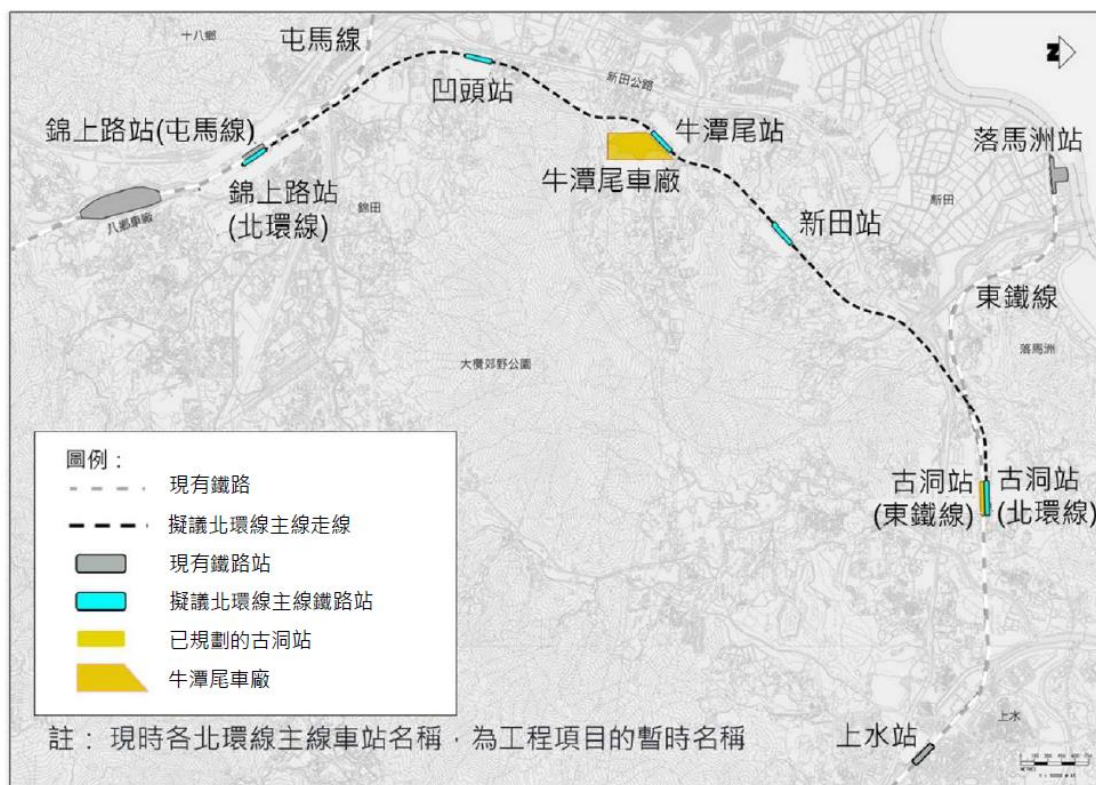 十八鄉
屯馬線
N
新田公路
凹頭站
錦上路站(屯馬線)
牛潭尾站
落馬洲站
牛潭尾車廠
錦上路站
(北環線)
錦田
新田
八鄉車廠
新田站
東鐵線
落馬洲
大欖郊野公園
圖例：
現有鐵路
擬議北環線主線走線
現有鐵路站
擬議北環線主線鐵路站
已規劃的古洞站
牛潭尾車廠
古洞站
(東鐵線)
古洞站
(北環線)
註： 現時各北環線主線車站名稱，為工程項目的暫時名稱
上水站
上水
METRES